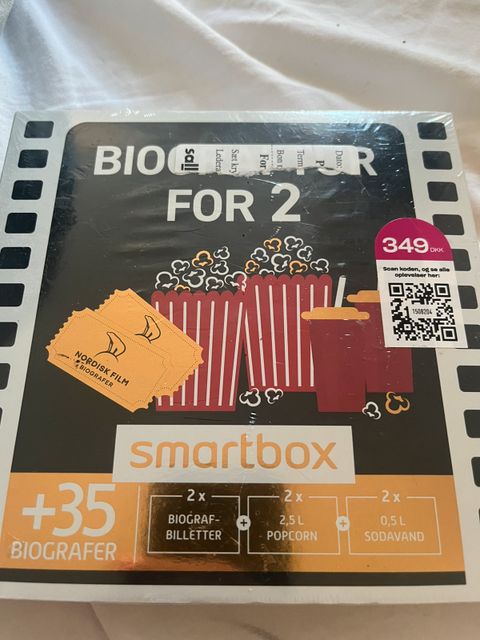 FOR 2
349 DKK
Scan koden, og se alle
oplevelser her:
1508204
NORDISK FILM
BIOGRAFER
smartbox
+35
BIOGRAFER
2 x
BIOGRAF-
BILLETTER
+
2 x
2,5 L
POPCORN
+
2 x
0,5 L
SODAVAND